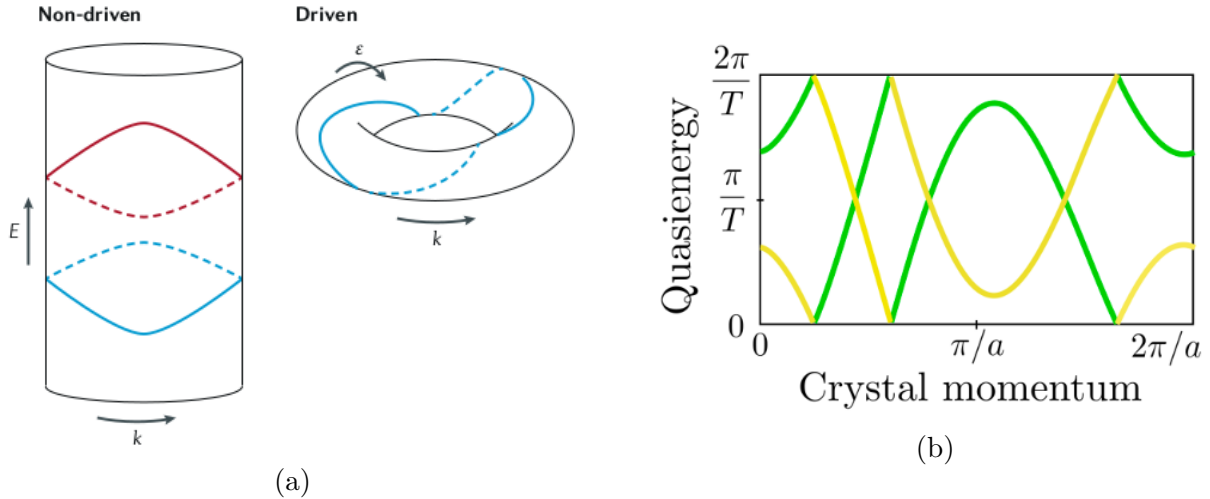 Non-driven
Driven
ε
E
k
k
(a)
Quasienergy
2π/T
π/T
0
0
π/a
2π/a
Crystal momentum
(b)